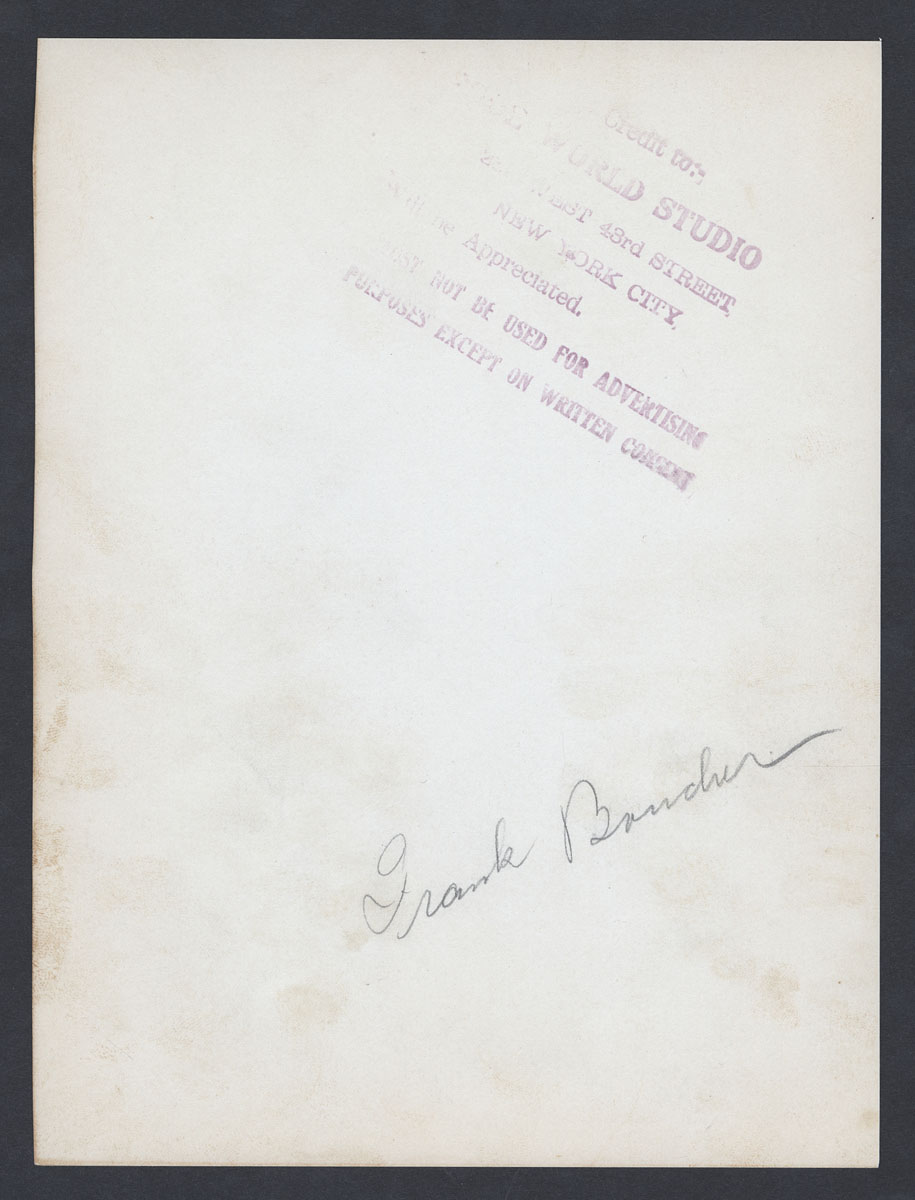 Credit to:
WORLD STUDIO
WEST 43rd STREET,
NEW YORK CITY,
Will be Appreciated.
MUST NOT BE USED FOR ADVERTISING
PURPOSES EXCEPT ON WRITTEN CONSENT
Frank Boucher